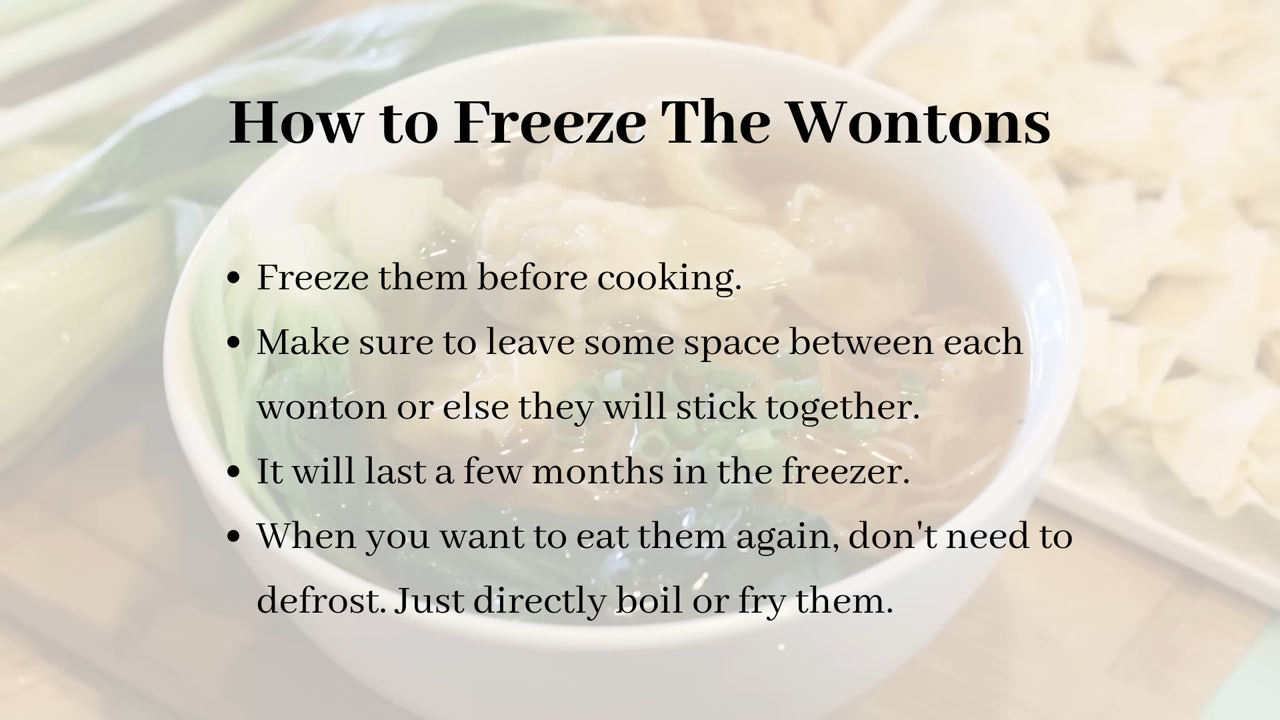 How to Freeze The Wontons
• Freeze them before cooking.
• Make sure to leave some space between each
wonton or else they will stick together.
• It will last a few months in the freezer.
• When you want to eat them again, don't need to
defrost. Just directly boil or fry them.